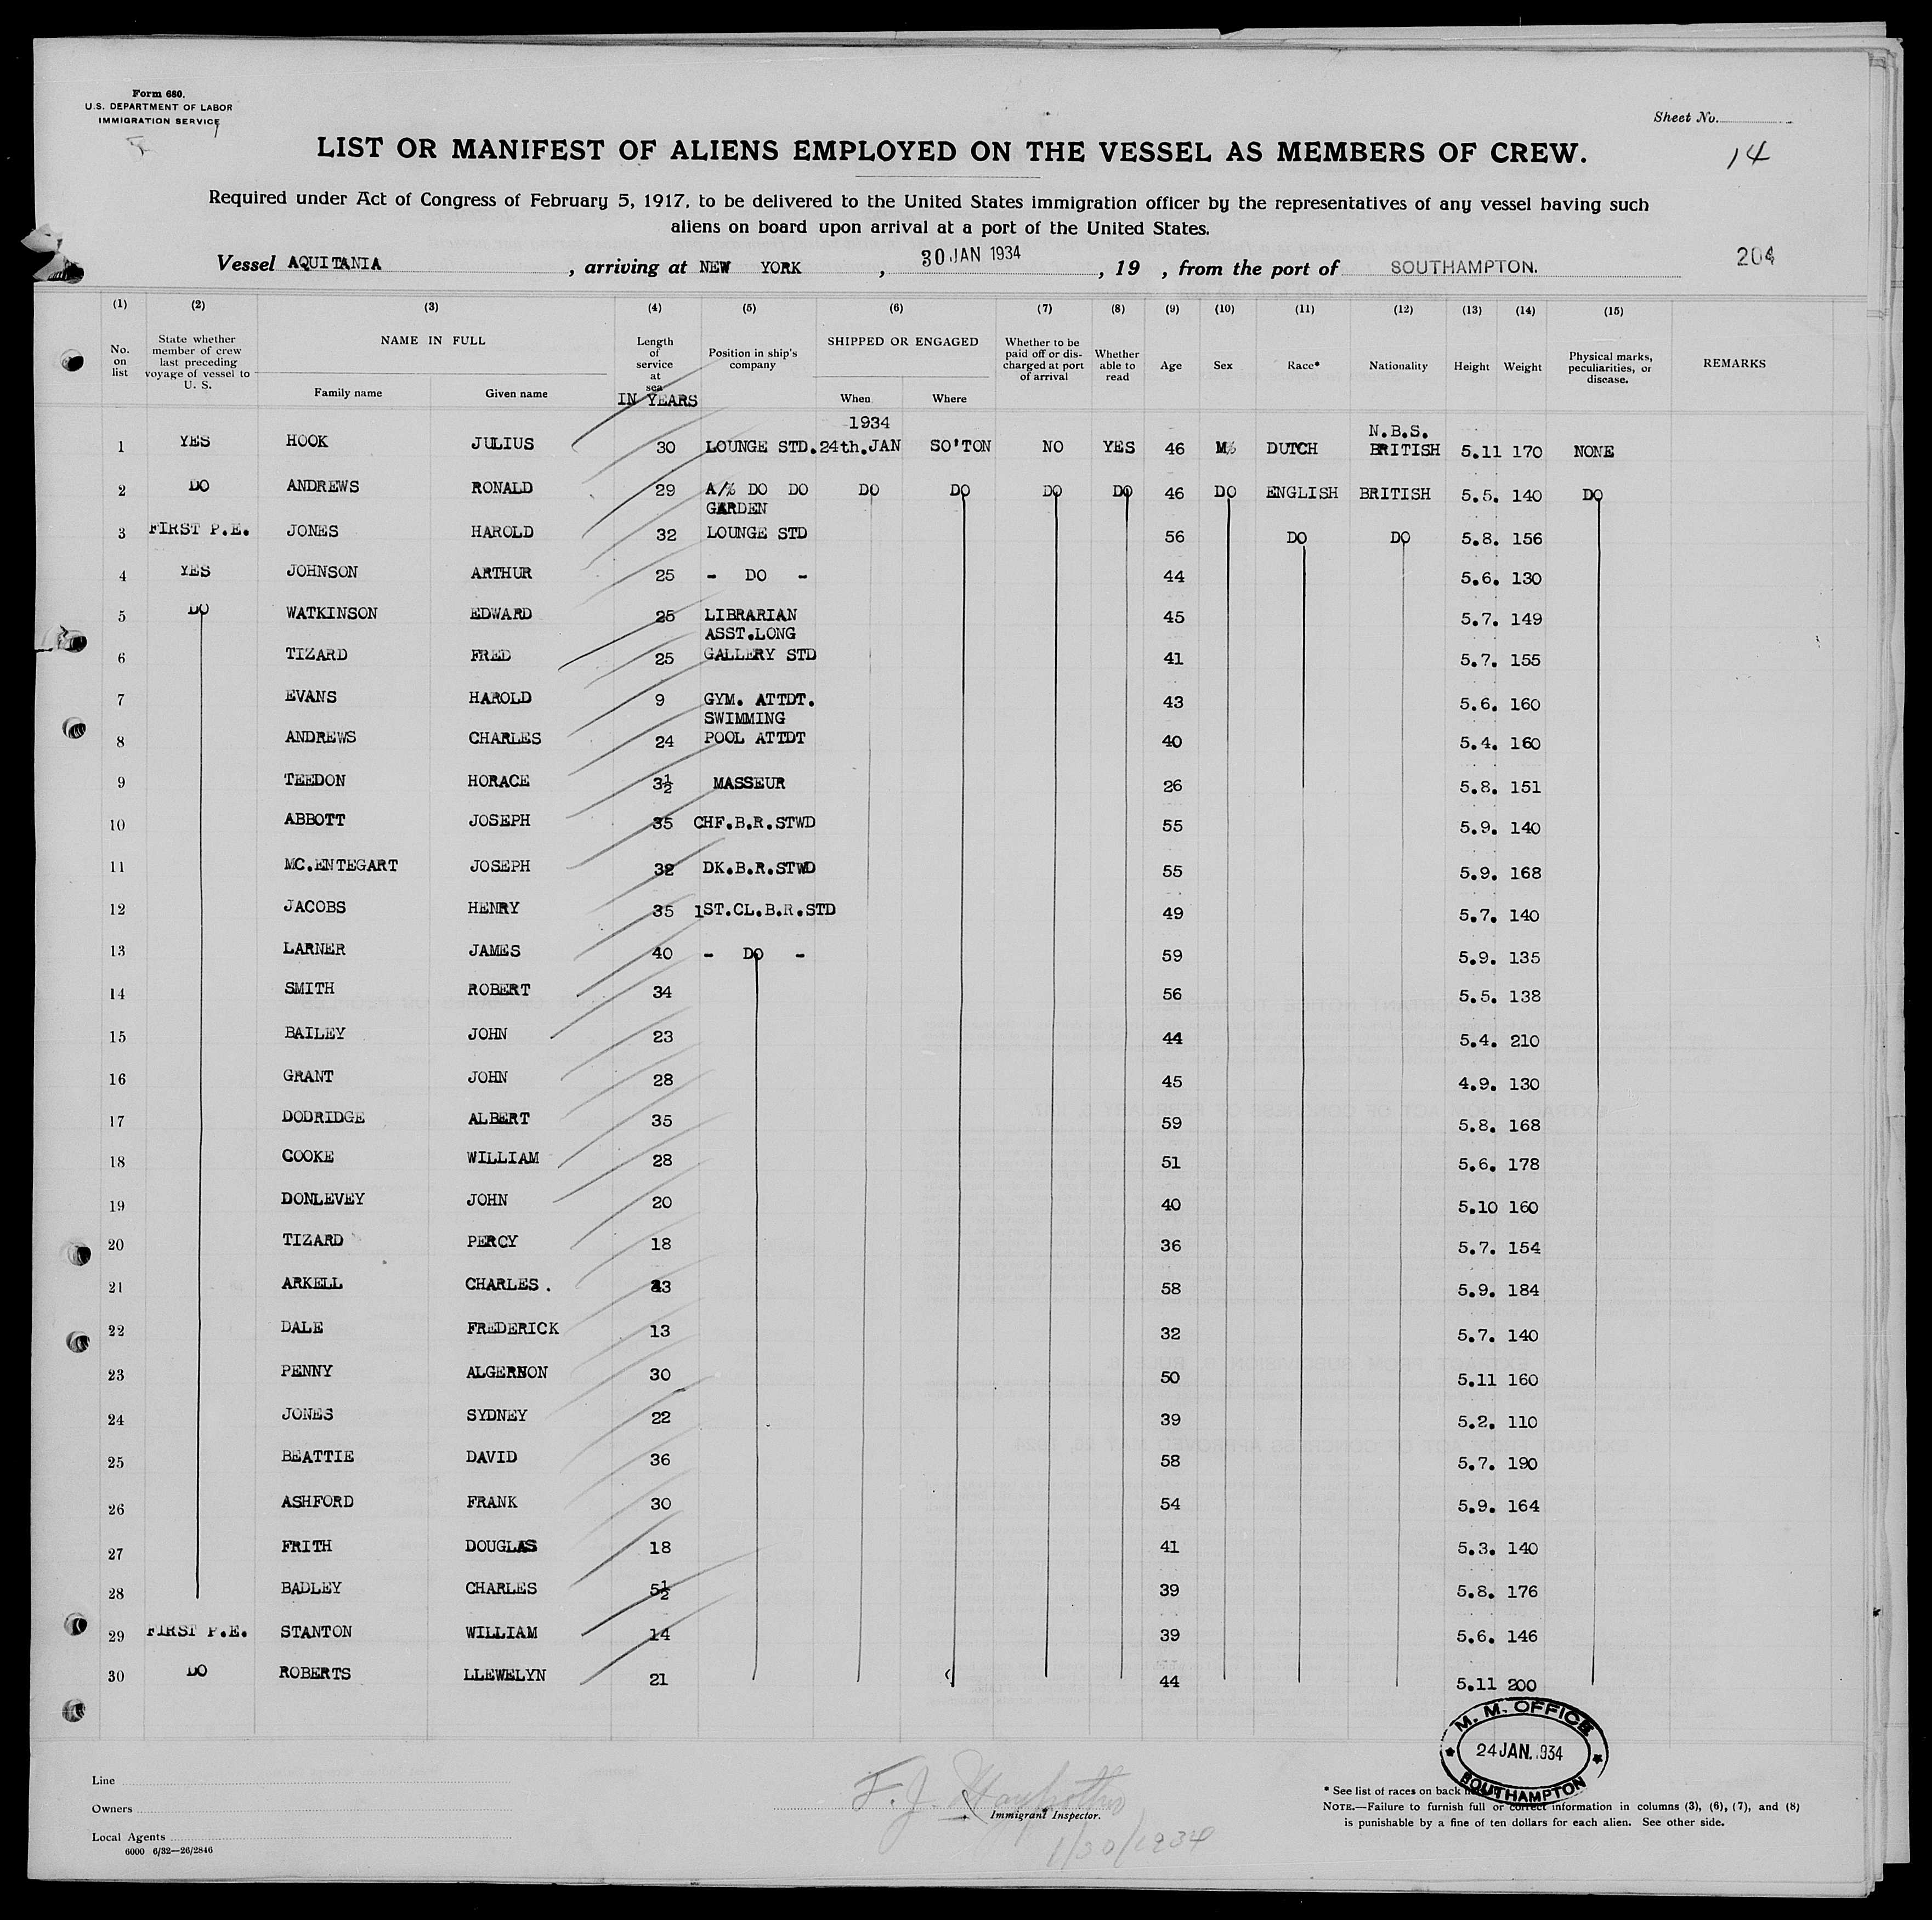 Form 680.
U.S. DEPARTMENT OF LABOR
IMMIGRATION SERVICE
Sheet No.
14
LIST OR MANIFEST OF ALIENS EMPLOYED ON THE VESSEL AS MEMBERS OF CREW.
Required under Act of Congress of February 5, 1917, to be delivered to the United States immigration officer by the representatives of any vessel having such
aliens on board upon arrival at a port of the United States.
Vessel AQUITANIA, arriving at NEW YORK, 30 JAN 1934, 19 , from the port of SOUTHAMPTON. 204
(1) (2) (3) (4) (5) (6) (7) (8) (9) (10) (11) (12) (13) (14) (15)
No. on list State whether member of crew last preceding voyage of vessel to U. S. NAME IN FULL Family name Given name Length of service at sea IN YEARS Position in ship's company SHIPPED OR ENGAGED When Where Whether to be paid off or discharged at port of arrival Whether able to read Age Sex Race* Nationality Height Weight Physical marks, peculiarities, or disease. REMARKS
1934 N.B.S.
1 YES HOOK JULIUS 30 LOUNGE STD. 24th.JAN SO'TON NO YES 46 M DUTCH BRITISH 5.11 170 NONE
2 DO ANDREWS RONALD 29 A/ DO DO DO DO DO DO 46 DO ENGLISH BRITISH 5.5. 140 DO
GARDEN
3 FIRST P.E. JONES HAROLD 32 LOUNGE STD 56 DO DO 5.8. 156
4 YES JOHNSON ARTHUR 25 - DO - 44 5.6. 130
5 DO WATKINSON EDWARD 25 LIBRARIAN 45 5.7. 149
ASST.LONG
6 TIZARD FRED 25 GALLERY STD 41 5.7. 155
7 EVANS HAROLD 9 GYM. ATTDT. 43 5.6. 160
SWIMMING
8 ANDREWS CHARLES 24 POOL ATTDT 40 5.4. 160
9 TEEDON HORACE 3½ MASSEUR 26 5.8. 151
10 ABBOTT JOSEPH 35 CHF.B.R.STWD 55 5.9. 140
11 MC.ENTEGART JOSEPH 32 DK.B.R.STWD 55 5.9. 168
12 JACOBS HENRY 35 1ST.CL.B.R.STD 49 5.7. 140
13 LARNER JAMES 40 - DO - 59 5.9. 135
14 SMITH ROBERT 34 56 5.5. 138
15 BAILEY JOHN 23 44 5.4. 210
16 GRANT JOHN 28 45 4.9. 130
17 DODRIDGE ALBERT 35 59 5.8. 168
18 COOKE WILLIAM 28 51 5.6. 178
19 DONLEVEY JOHN 20 40 5.10 160
20 TIZARD PERCY 18 36 5.7. 154
21 ARKELL CHARLES . 58 5.9. 184
22 DALE FREDERICK 13 32 5.7. 140
23 PENNY ALGERNON 30 50 5.11 160
24 JONES SYDNEY 22 39 5.2. 110
25 BEATTIE DAVID 36 58 5.7. 190
26 ASHFORD FRANK 30 54 5.9. 164
27 FRITH DOUGLAS 18 41 5.3. 140
28 BADLEY CHARLES 5½ 39 5.8. 176
29 FIRST P.E. STANTON WILLIAM 14 39 5.6. 146
30 DO ROBERTS LLEWELYN 21 44 5.11 200
M. M. OFFICE
24 JAN. 1934
SOUTHAMPTON
Line
Owners
Local Agents
6000 6/32—26/2846
F. J.
Immigrant Inspector.
1/30/1934
* See list of races on back
NOTE.—Failure to furnish full or correct information in columns (3), (6), (7), and (8)
is punishable by a fine of ten dollars for each alien. See other side.